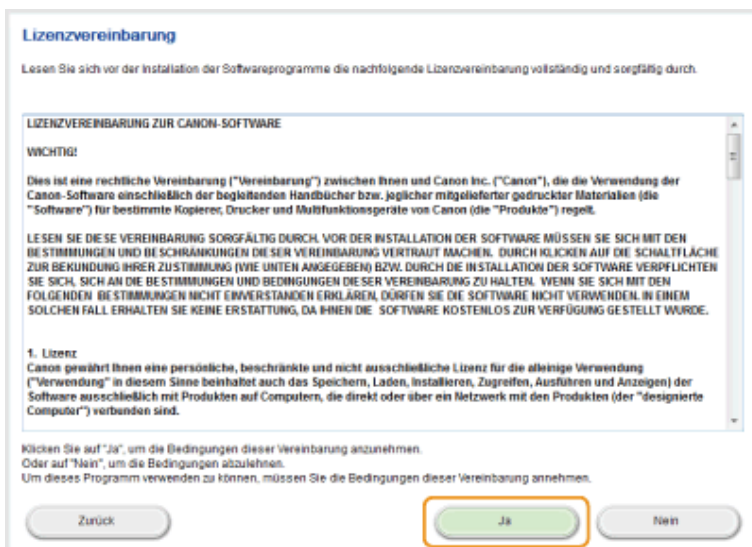 Lizenzvereinbarung
Lesen Sie sich vor der Installation der Softwareprogramme die nachfolgende Lizenzvereinbarung vollständig und sorgfältig durch.
LIZENZVEREINBARUNG ZUR CANON-SOFTWARE
WICHTIG!
Dies ist eine rechtliche Vereinbarung ("Vereinbarung") zwischen Ihnen und Canon Inc. ("Canon"), die die Verwendung der
Canon-Software einschließlich der begleitenden Handbücher bzw. jeglicher mitgelieferter gedruckter Materialien (die
"Software") für bestimmte Kopierer, Drucker und Multifunktionsgeräte von Canon (die "Produkte") regelt.
LESEN SIE DIESE VEREINBARUNG SORGFÄLTIG DURCH. VOR DER INSTALLATION DER SOFTWARE MÜSSEN SIE SICH MIT DEN
BESTIMMUNGEN UND BESCHRÄNKUNGEN DIESER VEREINBARUNG VERTRAUT MACHEN. DURCH KLICKEN AUF DIE SCHALTFLÄCHE
ZUR BEKUNDUNG IHRER ZUSTIMMUNG (WIE UNTEN ANGEGEBEN) BZW. DURCH DIE INSTALLATION DER SOFTWARE VERPFLICHTEN
SIE SICH, SICH AN DIE BESTIMMUNGEN UND BEDINGUNGEN DIESER VEREINBARUNG ZU HALTEN. WENN SIE SICH MIT DEN
FOLGENDEN BESTIMMUNGEN NICHT EINVERSTANDEN ERKLÄREN, DÜRFEN SIE DIE SOFTWARE NICHT VERWENDEN. IN EINEM
SOLCHEN FALL ERHALTEN SIE KEINE ERSTATTUNG, DA IHNEN DIE SOFTWARE KOSTENLOS ZUR VERFÜGUNG GESTELLT WURDE.
1. Lizenz
Canon gewährt Ihnen eine persönliche, beschränkte und nicht ausschließliche Lizenz für die alleinige Verwendung
("Verwendung" in diesem Sinne beinhaltet auch das Speichern, Laden, Installieren, Zugreifen, Ausführen und Anzeigen) der
Software ausschließlich mit Produkten auf Computern, die direkt oder über ein Netzwerk mit den Produkten (der "designierte
Computer") verbunden sind.
Klicken Sie auf "Ja", um die Bedingungen dieser Vereinbarung anzunehmen.
Oder auf "Nein", um die Bedingungen abzulehnen.
Um dieses Programm verwenden zu können, müssen Sie die Bedingungen dieser Vereinbarung annehmen.
Zurück
Ja
Nein